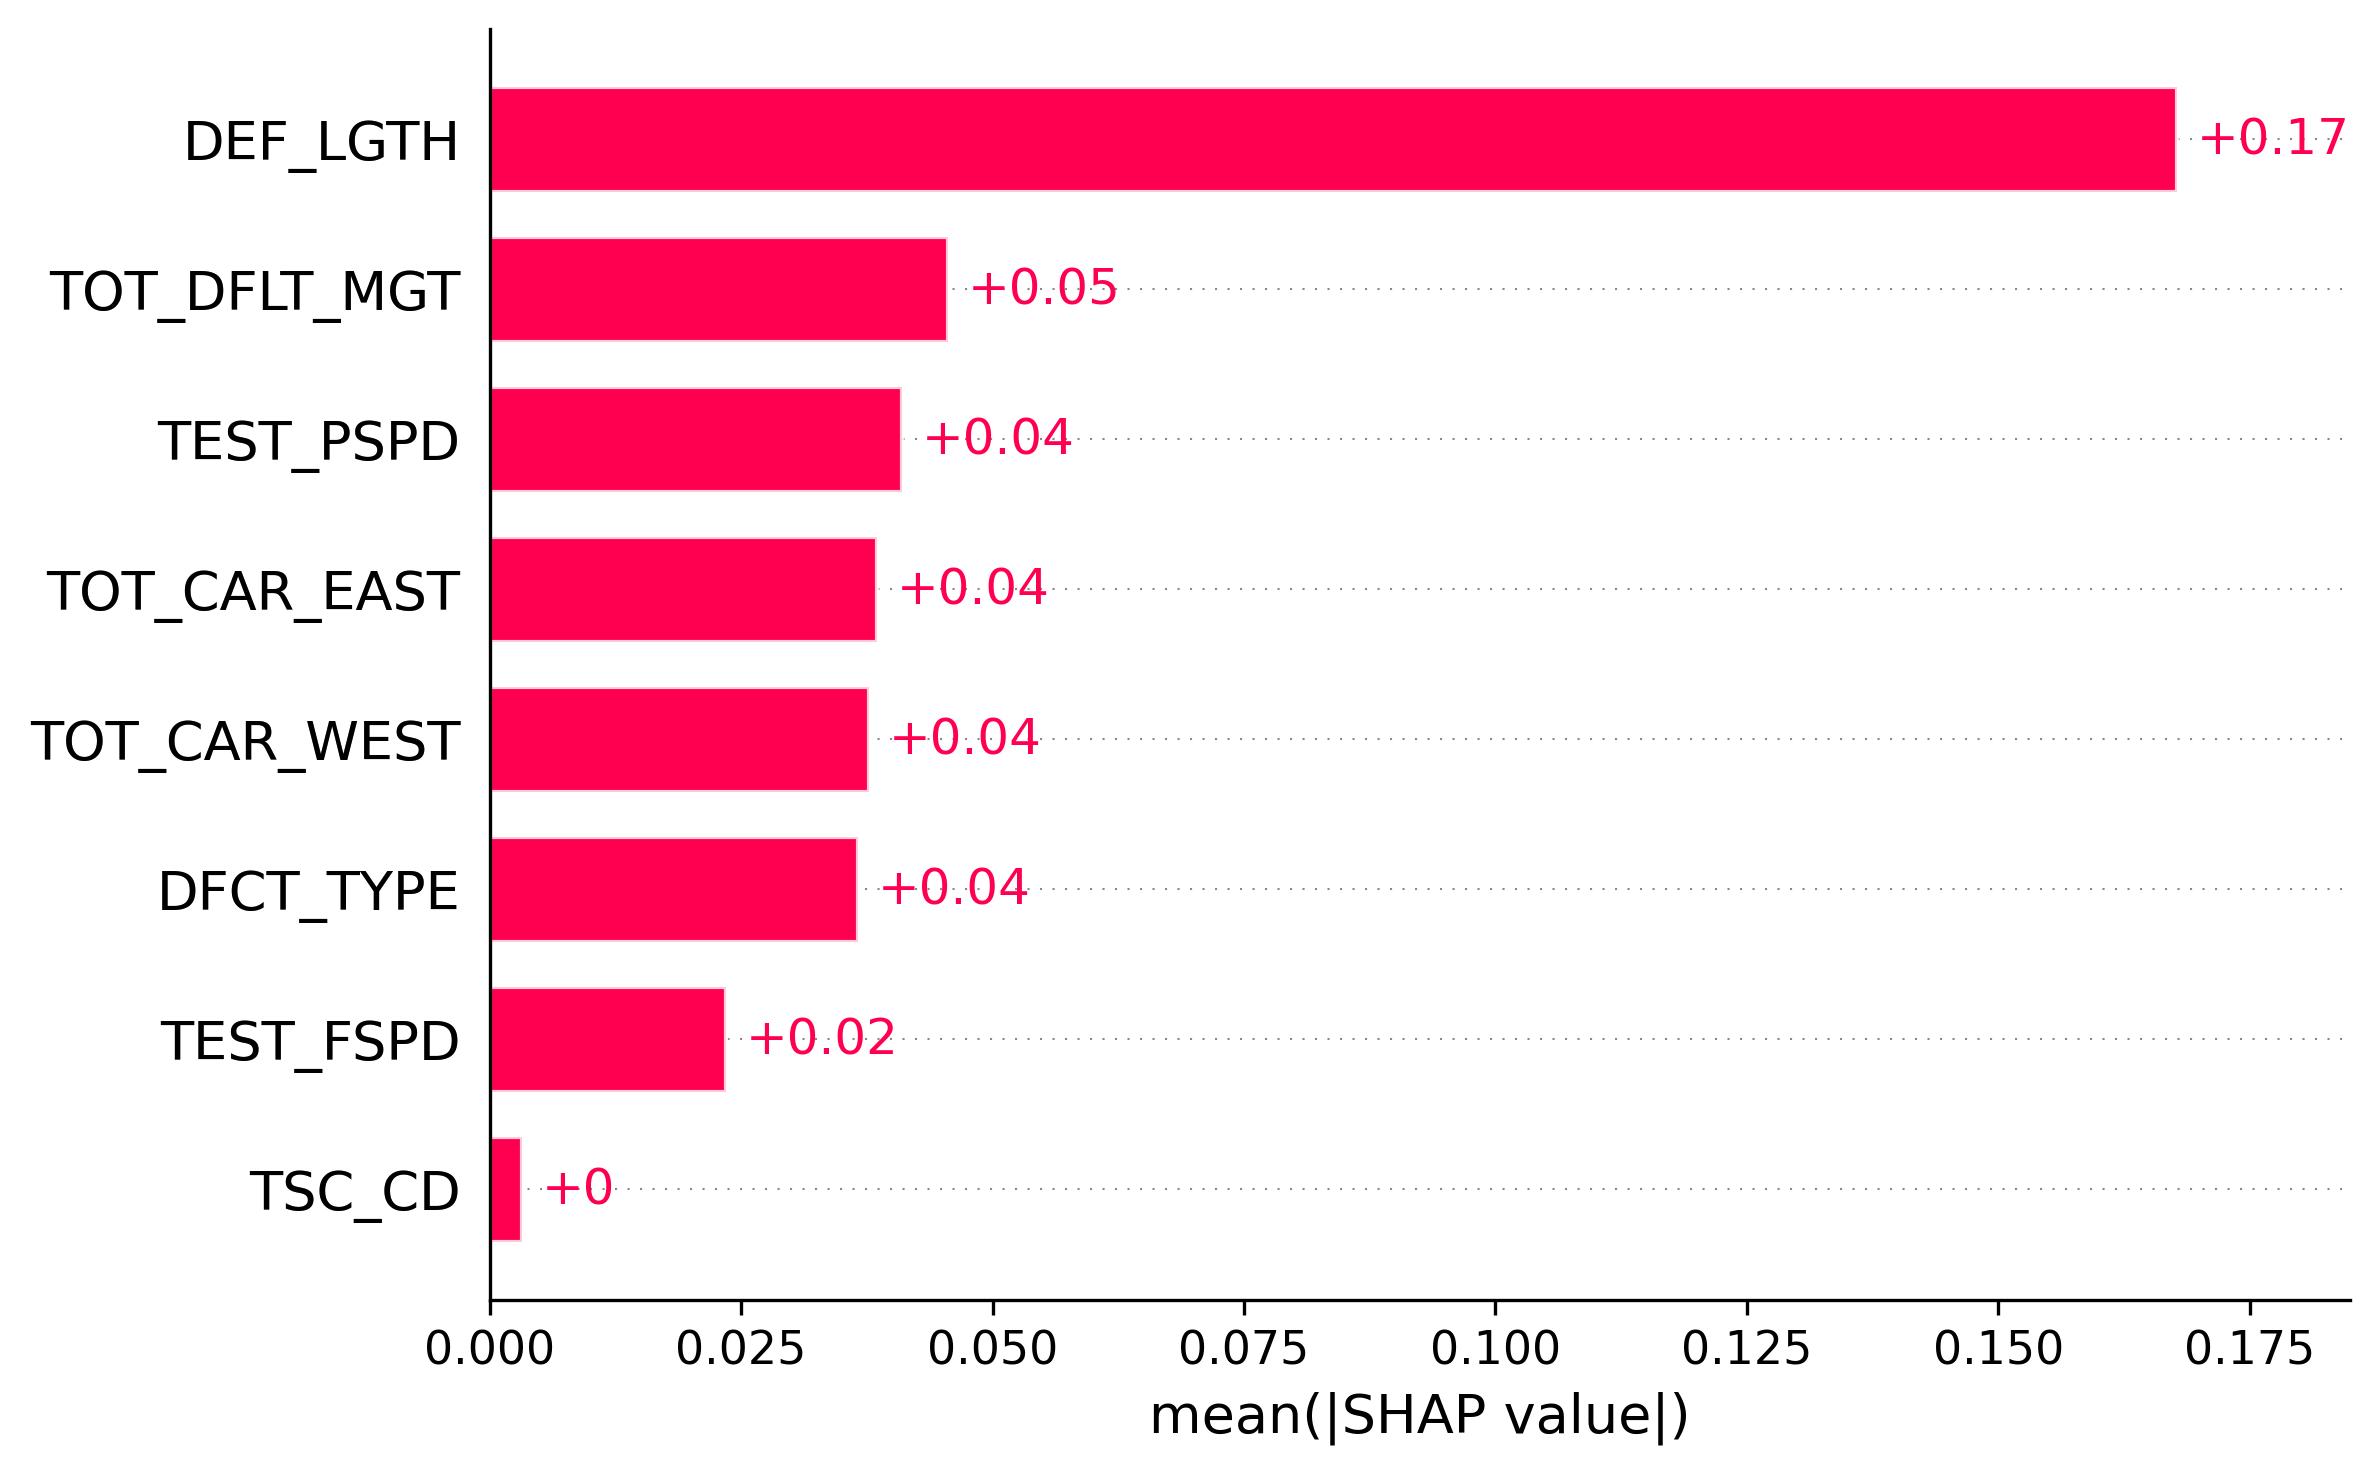 DEF_LGTH +0.17
TOT_DFLT_MGT +0.05
TEST_PSPD +0.04
TOT_CAR_EAST +0.04
TOT_CAR_WEST +0.04
DFCT_TYPE +0.04
TEST_FSPD +0.02
TSC_CD +0
0.000 0.025 0.050 0.075 0.100 0.125 0.150 0.175
mean(|SHAP value|)